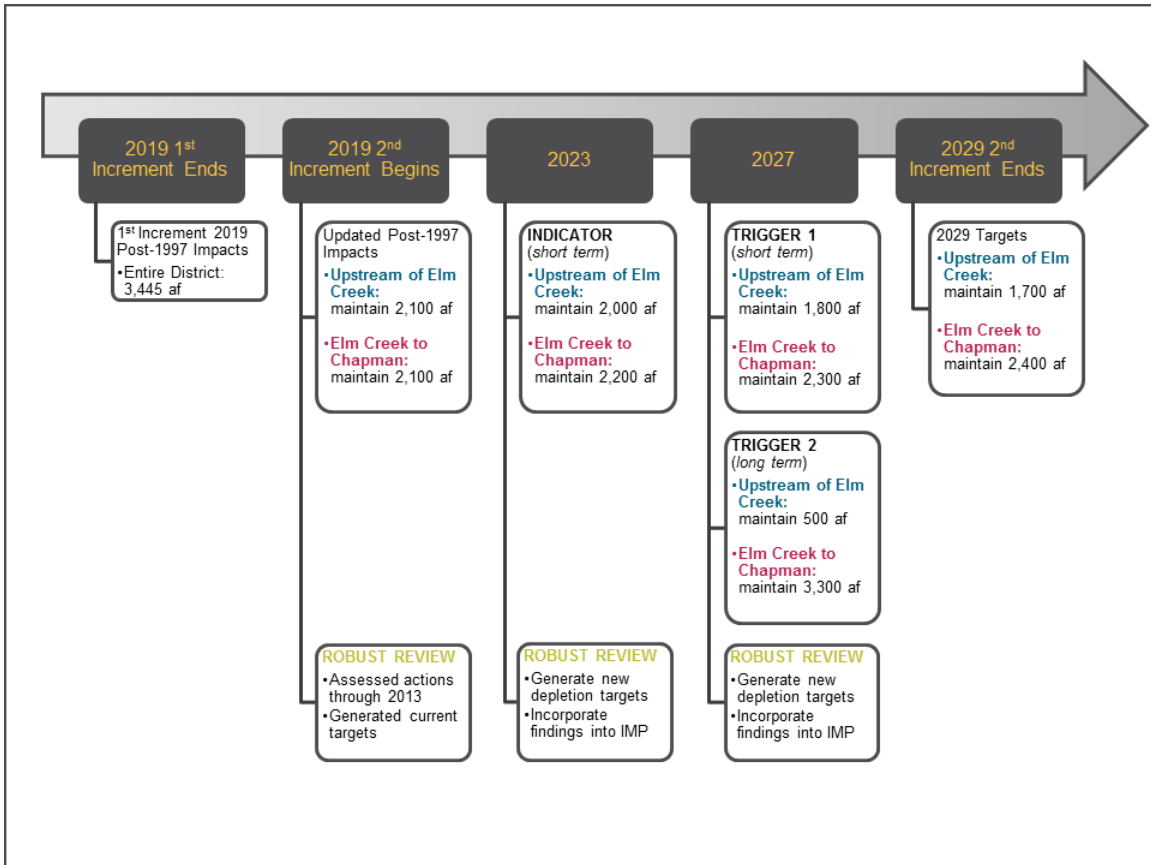 2019 1st
Increment Ends
2019 2nd
Increment Begins
2023
2027
2029 2nd
Increment Ends
1st Increment 2019
Post-1997 Impacts
•Entire District:
3,445 af
Updated Post-1997
Impacts
•Upstream of Elm
Creek:
maintain 2,100 af
•Elm Creek to
Chapman:
maintain 2,100 af
INDICATOR
(short term)
•Upstream of Elm
Creek:
maintain 2,000 af
•Elm Creek to
Chapman:
maintain 2,200 af
TRIGGER 1
(short term)
•Upstream of Elm
Creek:
maintain 1,800 af
•Elm Creek to
Chapman:
maintain 2,300 af
2029 Targets
•Upstream of Elm
Creek:
maintain 1,700 af
•Elm Creek to
Chapman:
maintain 2,400 af
TRIGGER 2
(long term)
•Upstream of Elm
Creek:
maintain 500 af
•Elm Creek to
Chapman:
maintain 3,300 af
ROBUST REVIEW
•Assessed actions
through 2013
•Generated current
targets
ROBUST REVIEW
•Generate new
depletion targets
•Incorporate
findings into IMP
ROBUST REVIEW
•Generate new
depletion targets
•Incorporate
findings into IMP